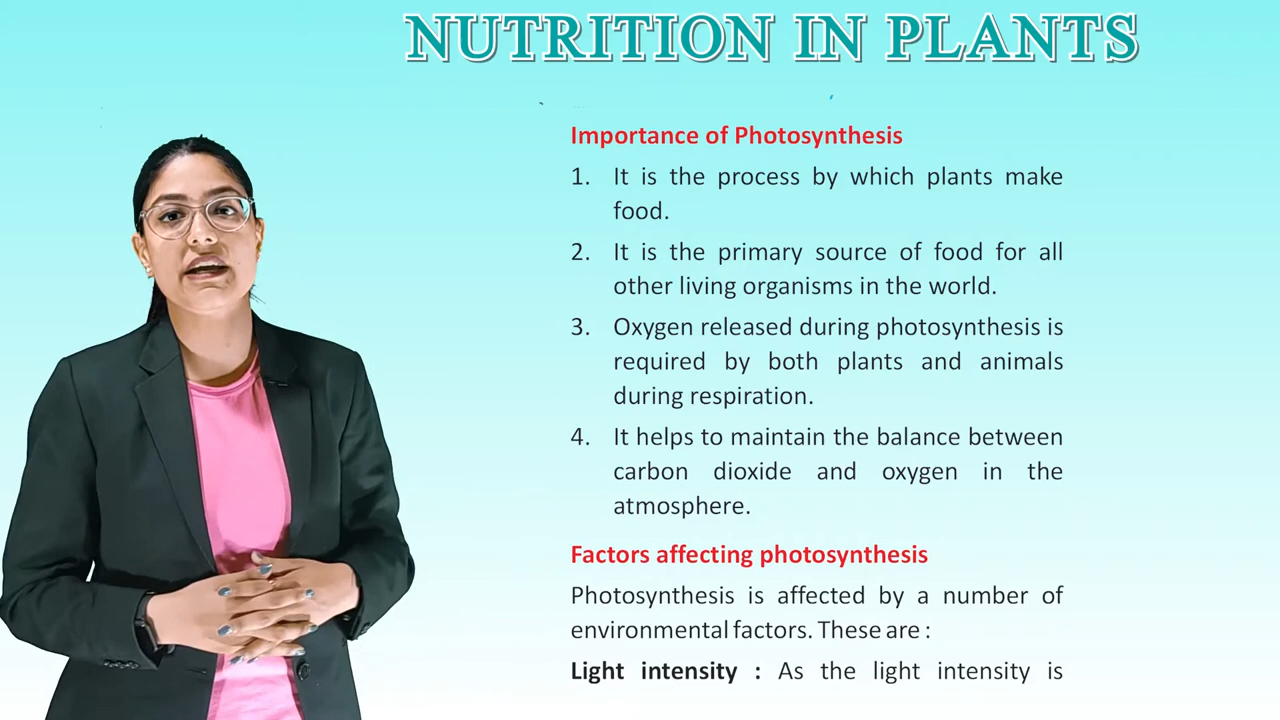 NUTRITION IN PLANTS
Importance of Photosynthesis
1. It is the process by which plants make
food.
2. It is the primary source of food for all
other living organisms in the world.
3. Oxygen released during photosynthesis is
required by both plants and animals
during respiration.
4. It helps to maintain the balance between
carbon dioxide and oxygen in the
atmosphere.
Factors affecting photosynthesis
Photosynthesis is affected by a number of
environmental factors. These are :
Light intensity : As the light intensity is